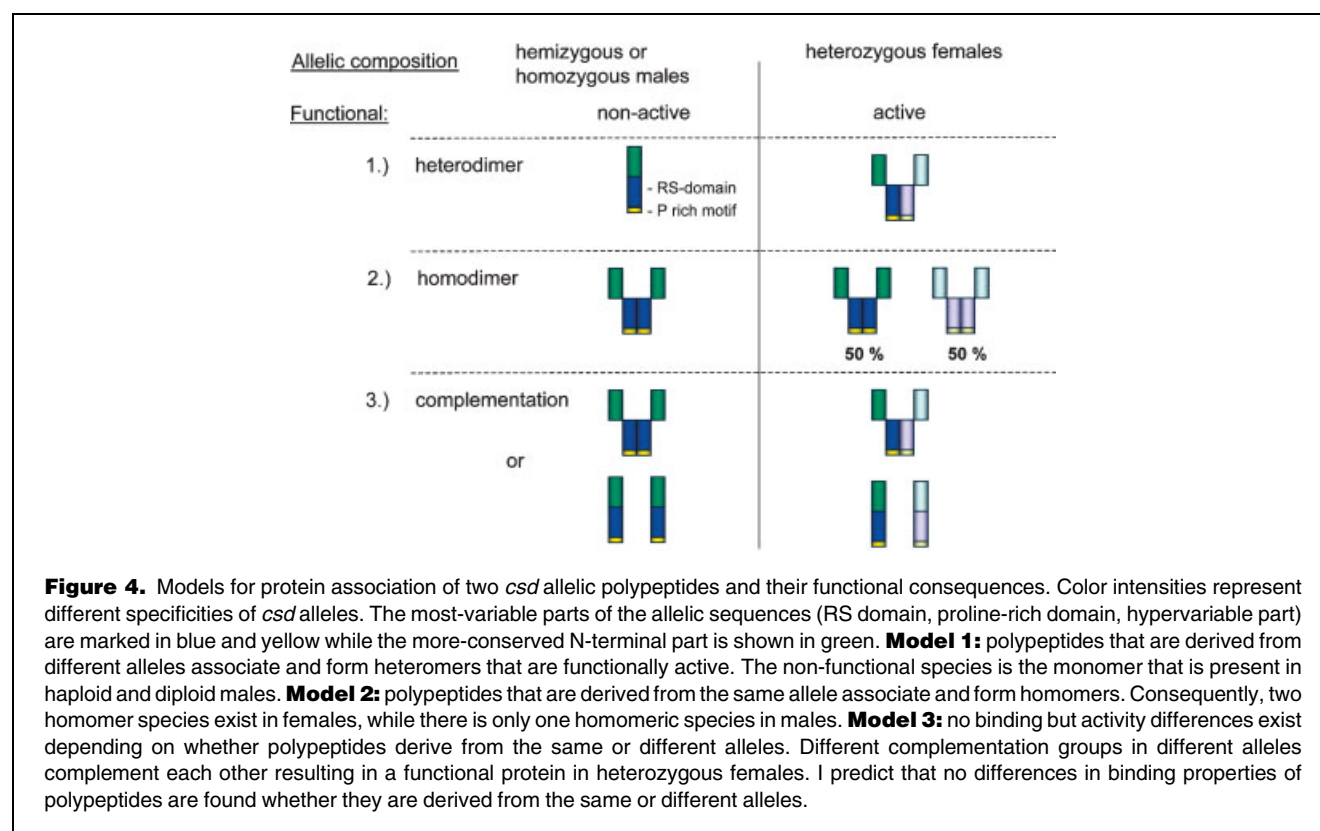 Allelic composition hemizygous or homozygous males heterozygous females
Functional: non-active active
1.) heterodimer
- RS-domain
- P rich motif
2.) homodimer
50 % 50 %
3.) complementation
or
Figure 4. Models for protein association of two csd allelic polypeptides and their functional consequences. Color intensities represent
different specificities of csd alleles. The most-variable parts of the allelic sequences (RS domain, proline-rich domain, hypervariable part)
are marked in blue and yellow while the more-conserved N-terminal part is shown in green. Model 1: polypeptides that are derived from
different alleles associate and form heteromers that are functionally active. The non-functional species is the monomer that is present in
haploid and diploid males. Model 2: polypeptides that are derived from the same allele associate and form homomers. Consequently, two
homomer species exist in females, while there is only one homomeric species in males. Model 3: no binding but activity differences exist
depending on whether polypeptides derive from the same or different alleles. Different complementation groups in different alleles
complement each other resulting in a functional protein in heterozygous females. I predict that no differences in binding properties of
polypeptides are found whether they are derived from the same or different alleles.